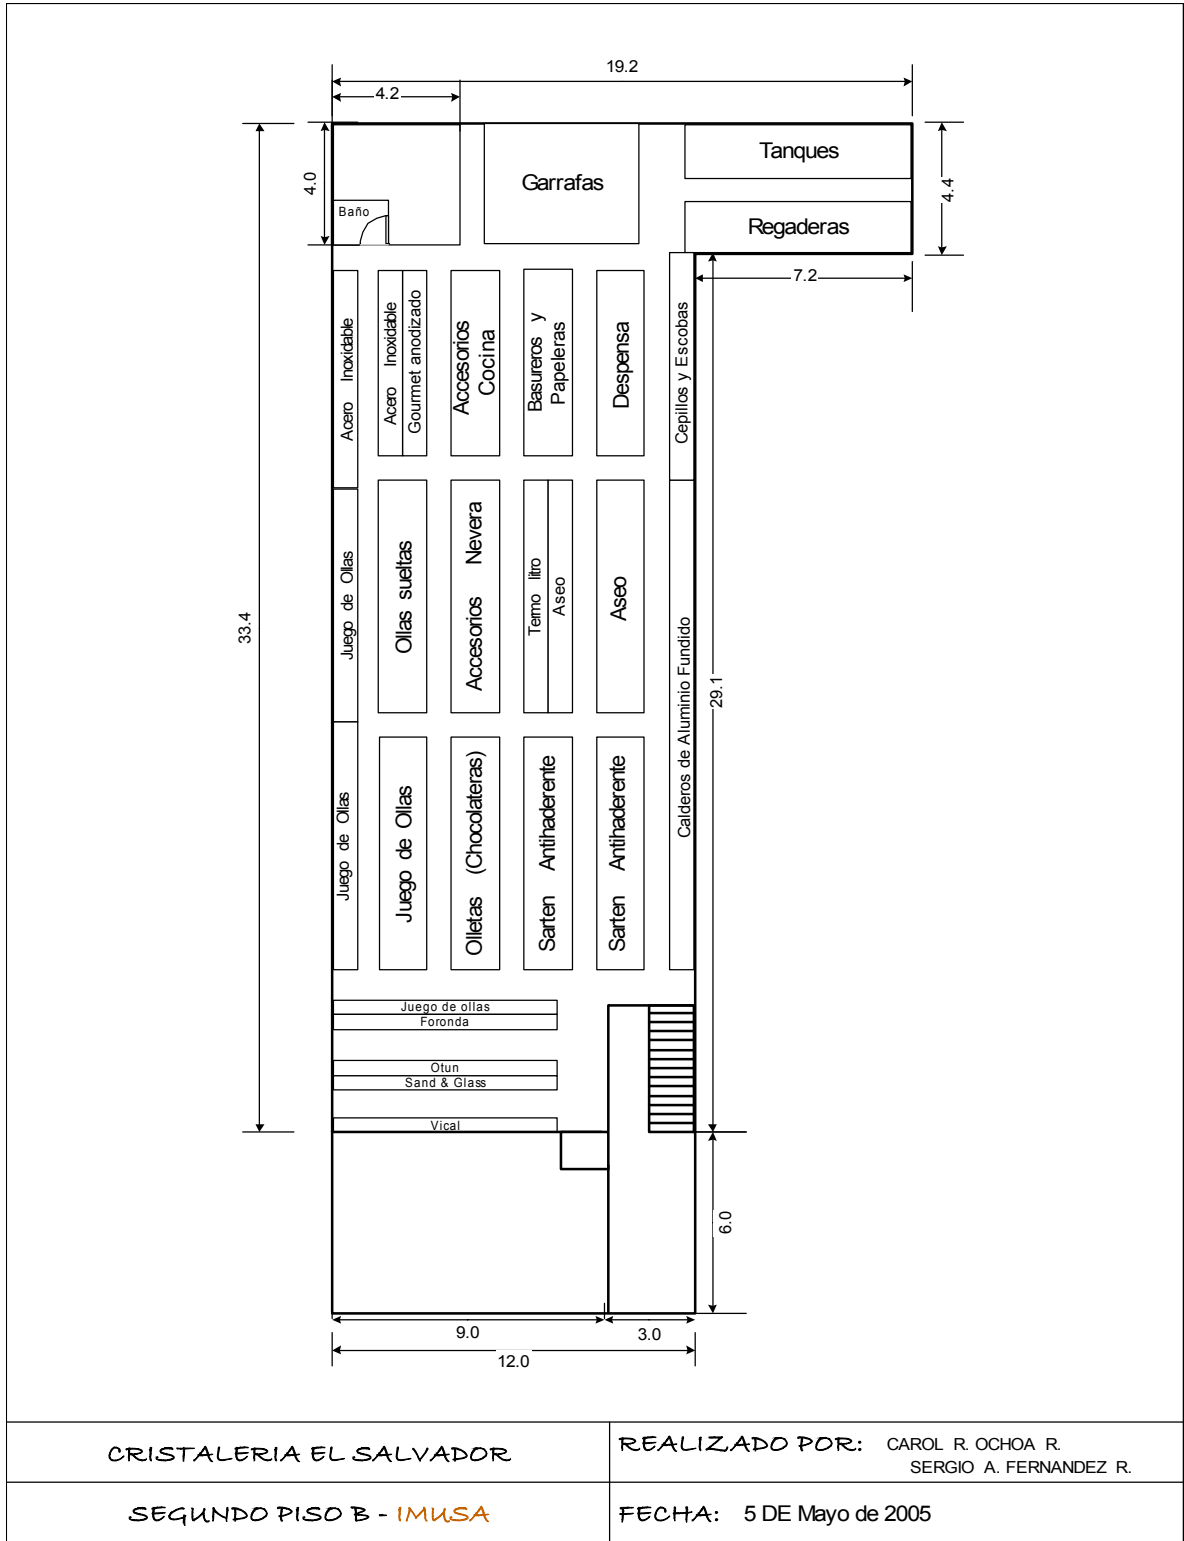 19.2
4.2
4.0
Garrafas
Tanques
4.4
Baño
Regaderas
7.2
Acero Inoxidable
Acero Inoxidable
Gourmet anodizado
Accesorios
Cocina
Basureros y
Papeleras
Despensa
Cepillos y Escobas
33.4
Juego de Ollas
Ollas sueltas
Accesorios Nevera
Termo litro
Aseo
Aseo
Calderos de Aluminio Fundido
29.1
Juego de Ollas
Juego de Ollas
Olletas (Chocolateras)
Sarten Antihaderente
Sarten Antihaderente
Juego de ollas
Foronda
Otun
Sand & Glass
Vical
6.0
9.0
3.0
12.0
CRISTALERIA EL SALVADOR
REALIZADO POR: CAROL R. OCHOA R.
SERGIO A. FERNANDEZ R.
SEGUNDO PISO B - IMUSA
FECHA: 5 DE Mayo de 2005